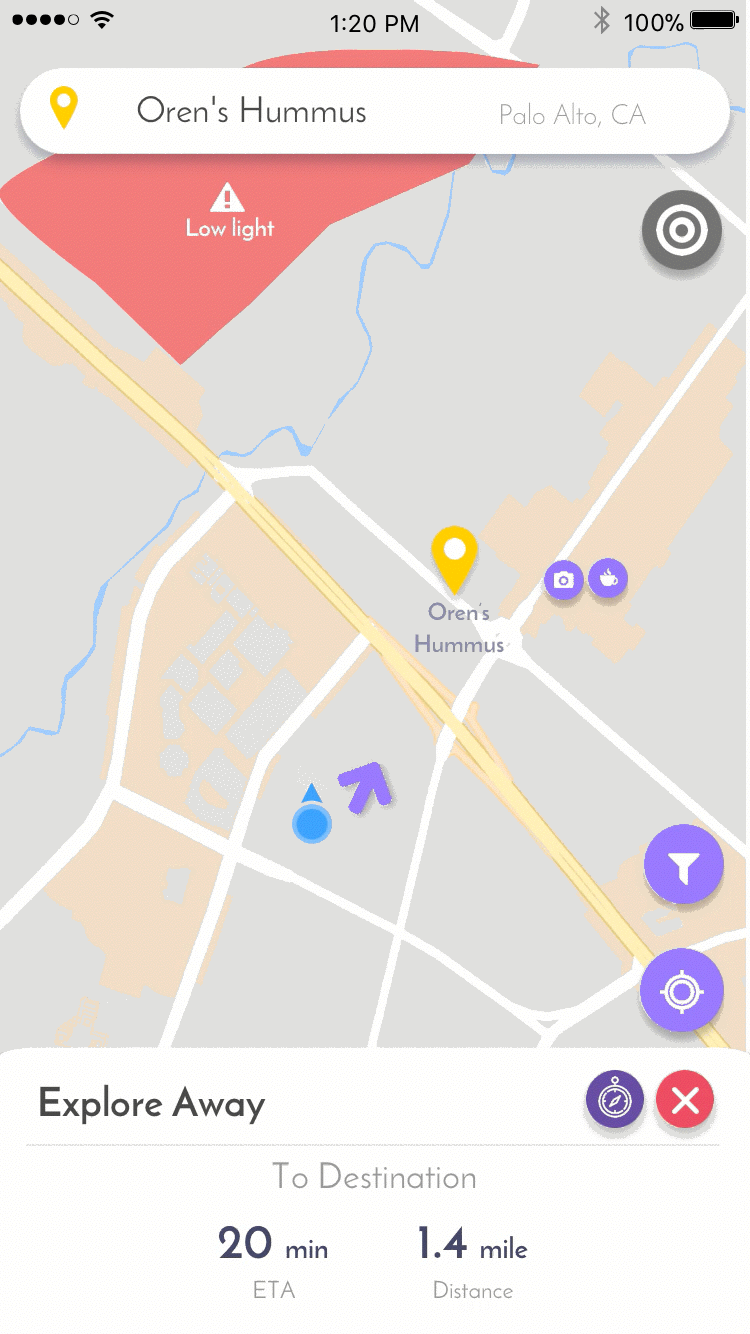 1:20 PM
100%
Oren's Hummus
Palo Alto, CA
Low light
Oren's
Hummus
Explore Away
To Destination
20 min
1.4 mile
ETA
Distance